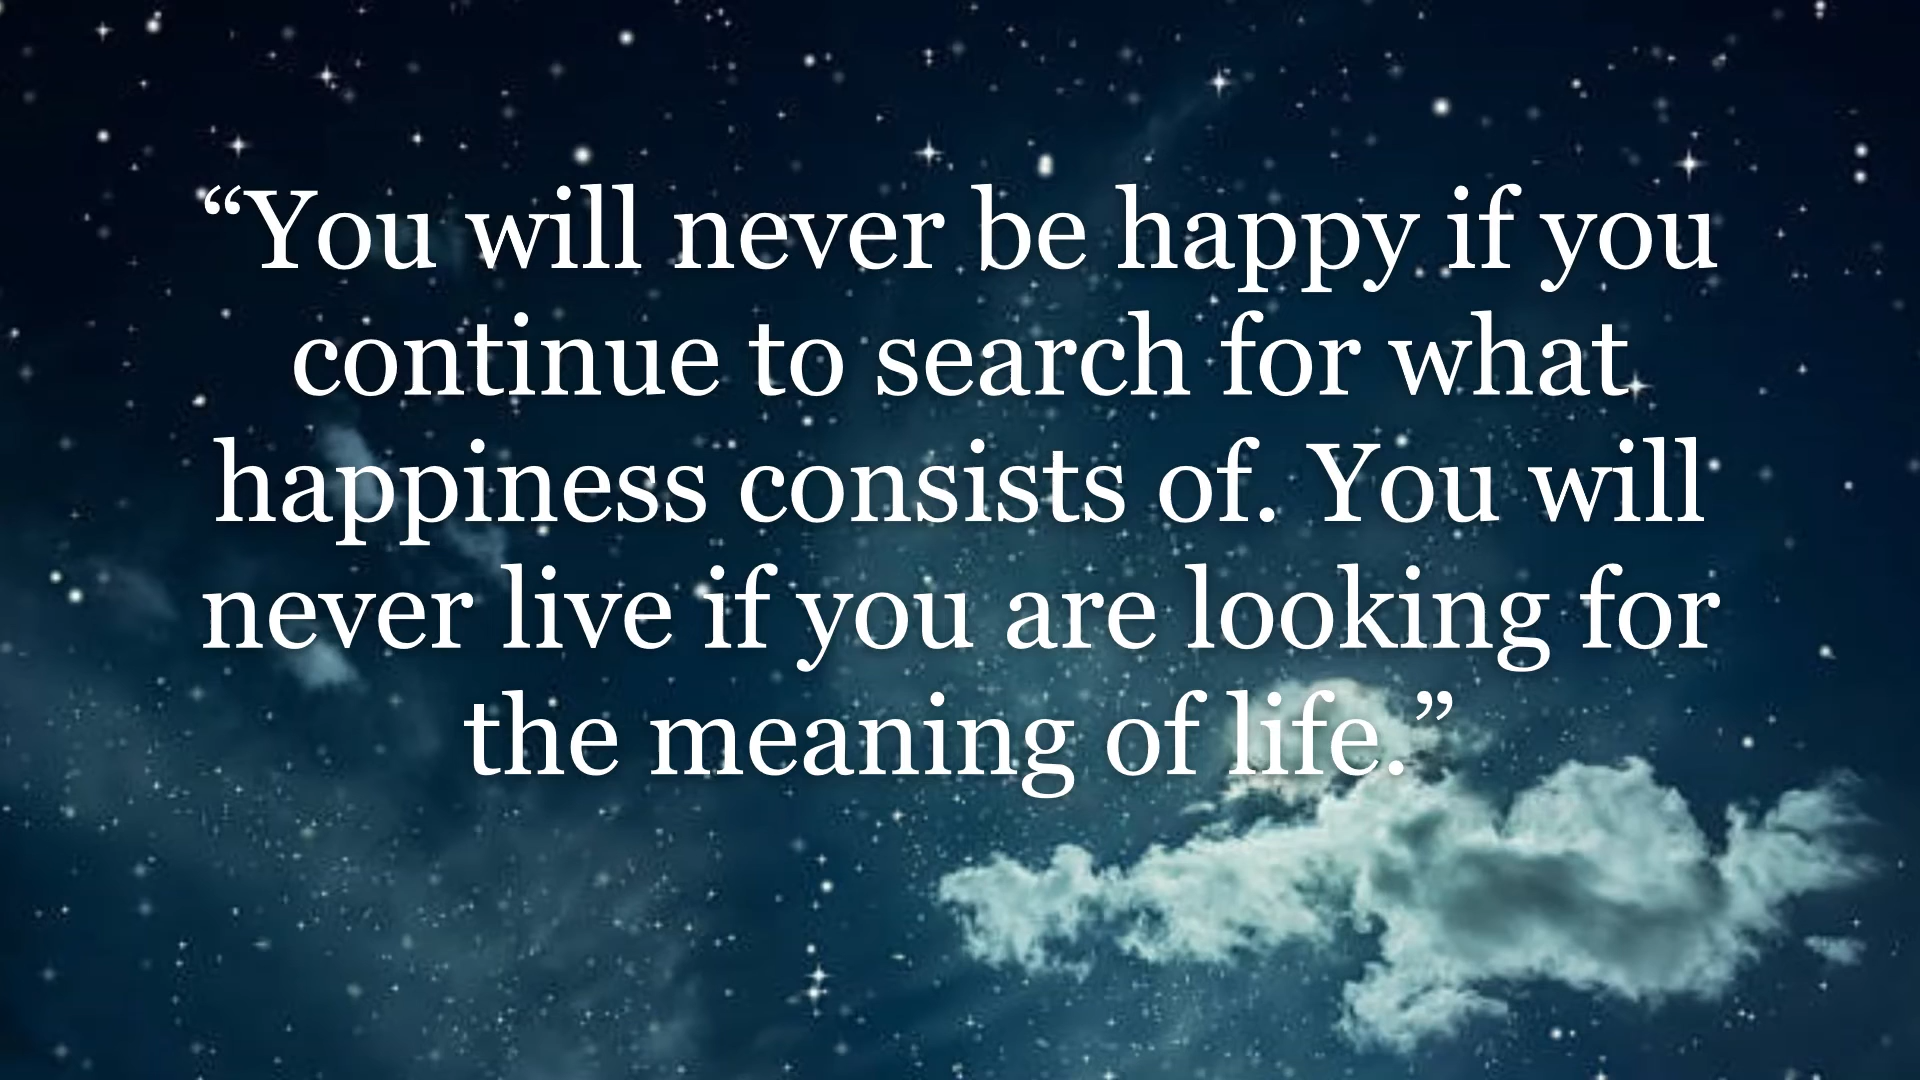 “You will never be happy if you
continue to search for what
happiness consists of. You will
never live if you are looking for
the meaning of life.”